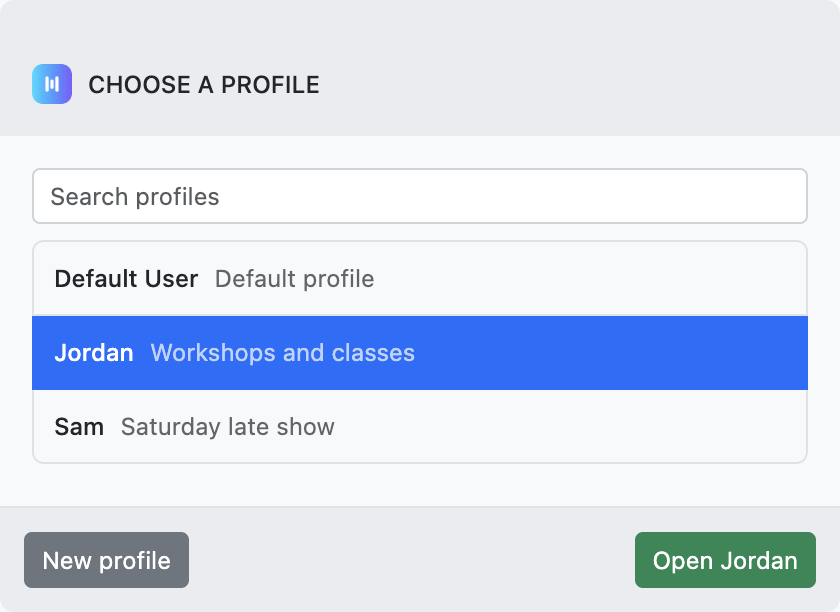 CHOOSE A PROFILE
Search profiles
Default User Default profile
Jordan Workshops and classes
Sam Saturday late show
New profile
Open Jordan